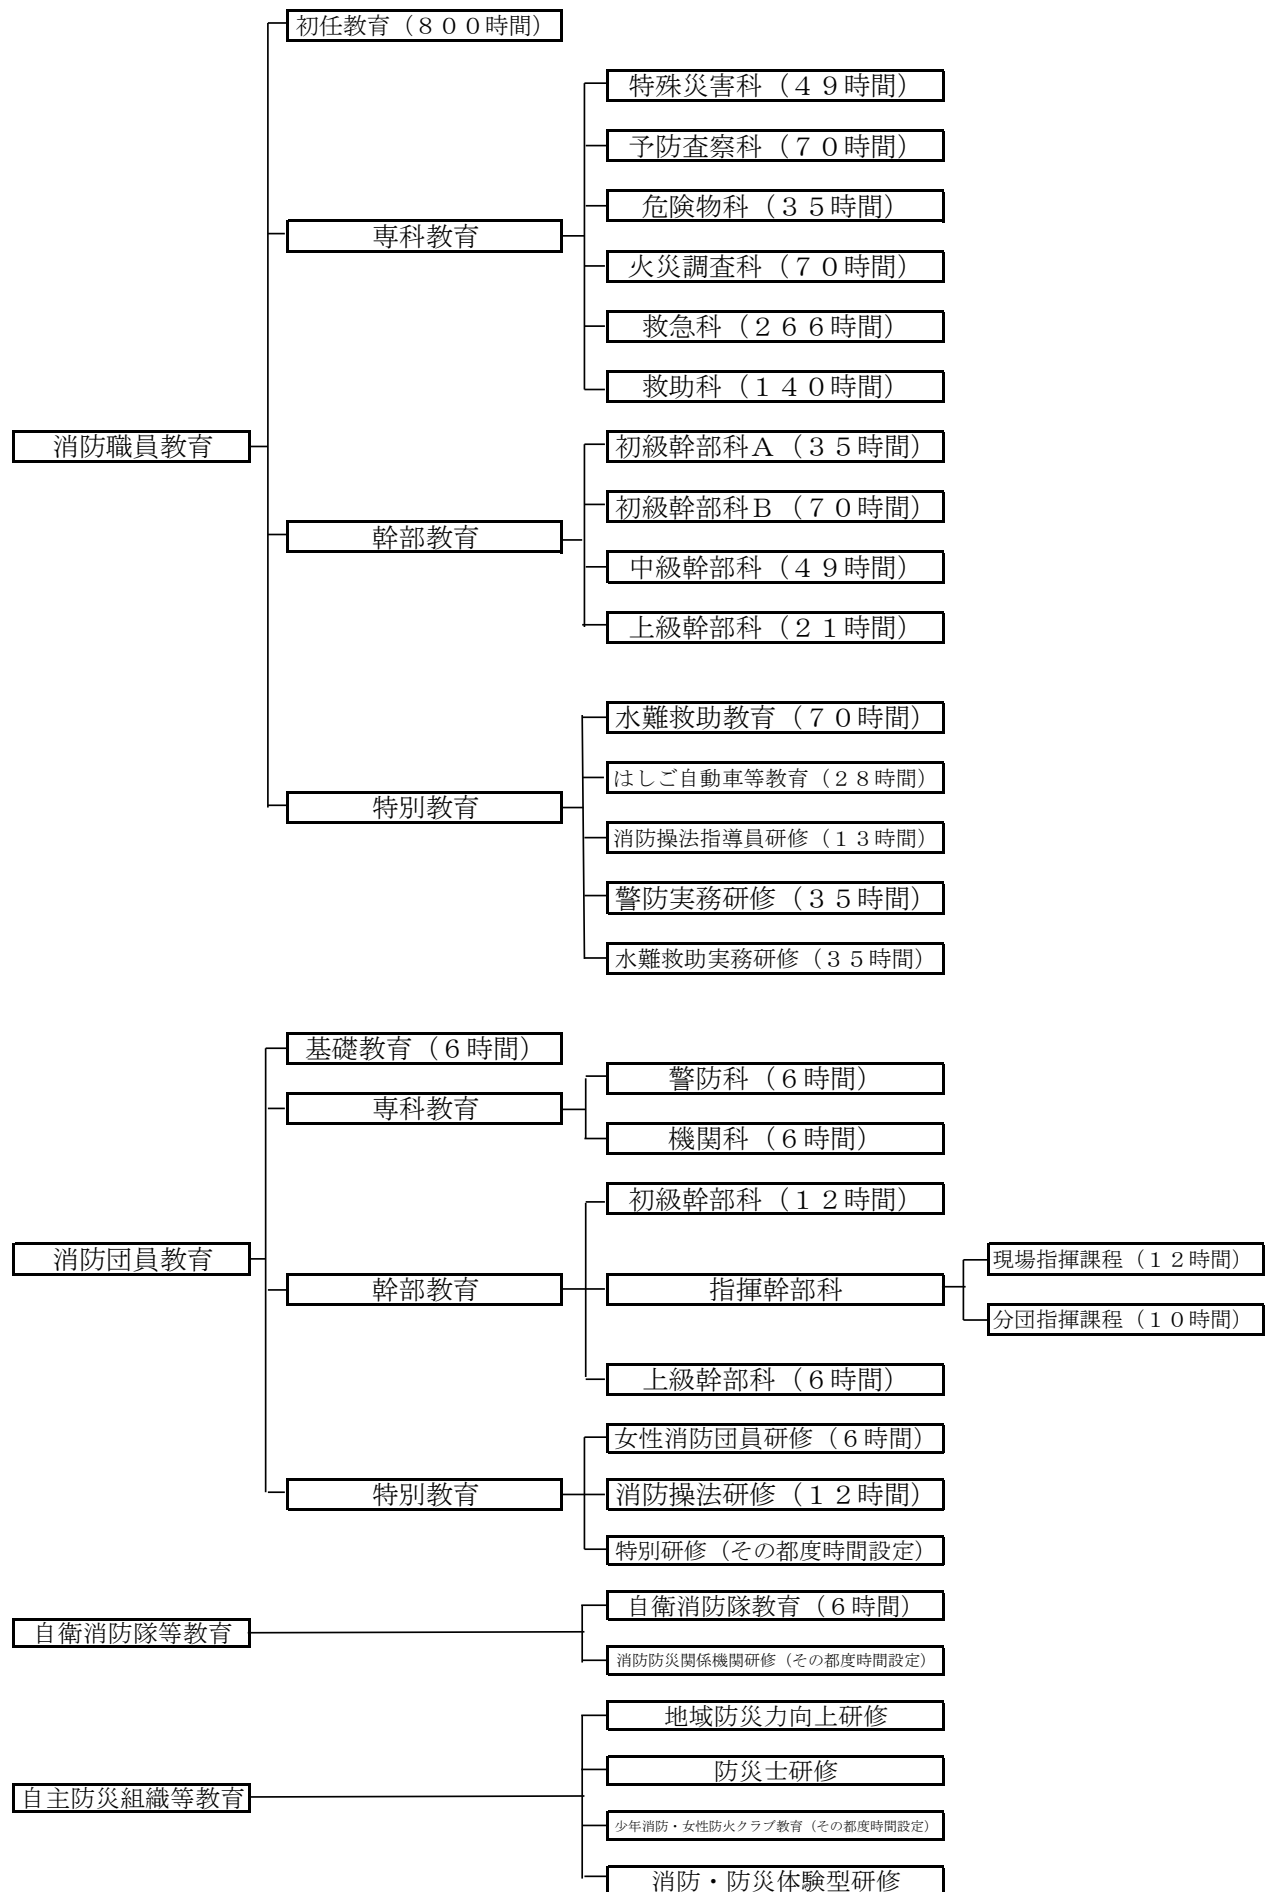 初任教育（８００時間）
特殊災害科（４９時間）
予防査察科（７０時間）
危険物科（３５時間）
専科教育
火災調査科（７０時間）
救急科（２６６時間）
救助科（１４０時間）
消防職員教育
初級幹部科Ａ（３５時間）
初級幹部科Ｂ（７０時間）
幹部教育
中級幹部科（４９時間）
上級幹部科（２１時間）
水難救助教育（７０時間）
はしご自動車等教育（２８時間）
特別教育
消防操法指導員研修（１３時間）
警防実務研修（３５時間）
水難救助実務研修（３５時間）
基礎教育（６時間）
警防科（６時間）
専科教育
機関科（６時間）
初級幹部科（１２時間）
消防団員教育
現場指揮課程（１２時間）
幹部教育
指揮幹部科
分団指揮課程（１０時間）
上級幹部科（６時間）
女性消防団員研修（６時間）
特別教育
消防操法研修（１２時間）
特別研修（その都度時間設定）
自衛消防隊教育（６時間）
自衛消防隊等教育
消防防災関係機関研修（その都度時間設定）
地域防災力向上研修
防災士研修
自主防災組織等教育
少年消防・女性防火クラブ教育（その都度時間設定）
消防・防災体験型研修